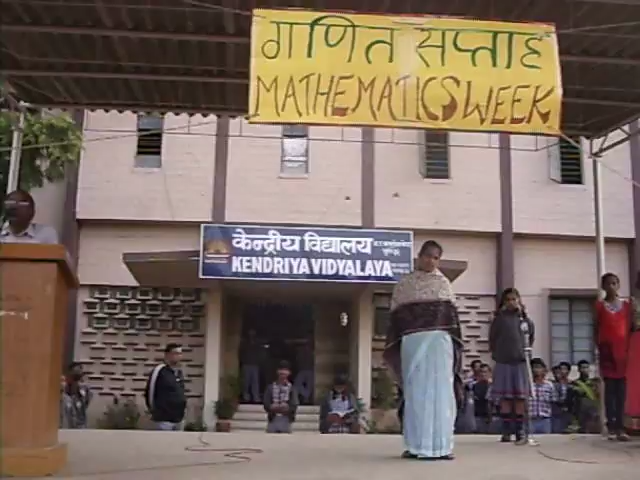 गणित सप्ताह
MATHEMATICS WEEK
केन्द्रीय विद्यालय
KENDRIYA VIDYALAYA